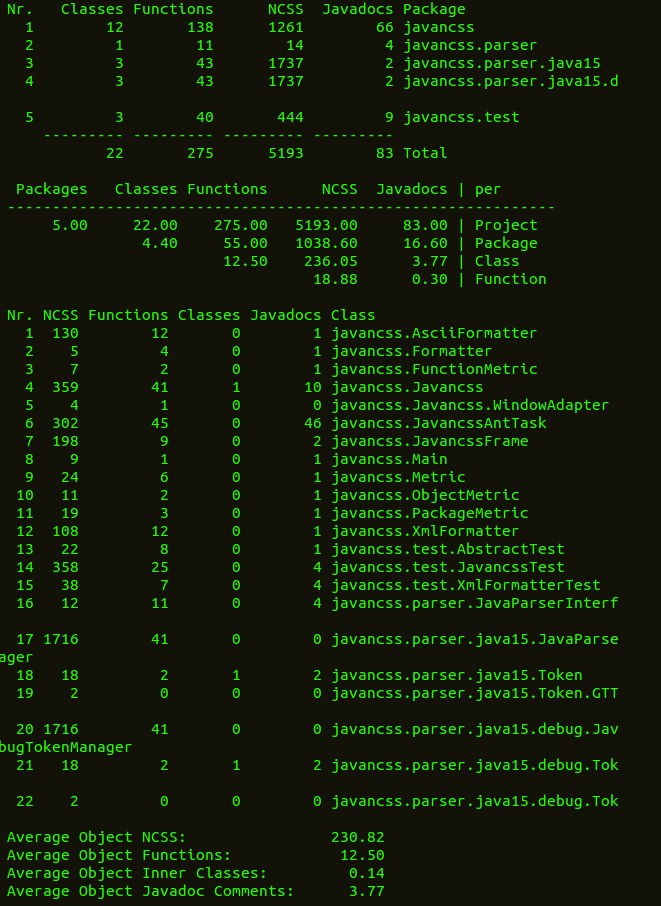 Nr.   Classes Functions      NCSS  Javadocs Package
  1        12       138      1261        66 javancss
  2         1        11        14         4 javancss.parser
  3         3        43      1737         2 javancss.parser.java15
  4         3        43      1737         2 javancss.parser.java15.d
  5         3        40       444         9 javancss.test
    --------- --------- --------- ---------
           22       275      5193        83 Total
 Packages   Classes Functions      NCSS  Javadocs | per
-------------------------------------------------------------
     5.00     22.00    275.00   5193.00     83.00 | Project
               4.40     55.00   1038.60     16.60 | Package
                        12.50    236.05      3.77 | Class
                                  18.88      0.30 | Function
Nr. NCSS Functions Classes Javadocs Class
  1  130        12       0        1 javancss.AsciiFormatter
  2    5         4       0        1 javancss.Formatter
  3    7         2       0        1 javancss.FunctionMetric
  4  359        41       1       10 javancss.Javancss
  5    4         1       0        0 javancss.Javancss.WindowAdapter
  6  302        45       0       46 javancss.JavancssAntTask
  7  198         9       0        2 javancss.JavancssFrame
  8    9         1       0        1 javancss.Main
  9   24         6       0        1 javancss.Metric
 10   11         2       0        1 javancss.ObjectMetric
 11   19         3       0        1 javancss.PackageMetric
 12  108        12       0        1 javancss.XmlFormatter
 13   22         8       0        1 javancss.test.AbstractTest
 14  358        25       0        4 javancss.test.JavancssTest
 15   38         7       0        4 javancss.test.XmlFormatterTest
 16   12        11       0        4 javancss.parser.JavaParserInterf
 17 1716        41       0        0 javancss.parser.java15.JavaParse
ager
 18   18         2       1        2 javancss.parser.java15.Token
 19    2         0       0        0 javancss.parser.java15.Token.GTT
 20 1716        41       0        0 javancss.parser.java15.debug.Jav
bugTokenManager
 21   18         2       1        2 javancss.parser.java15.debug.Tok
 22    2         0       0        0 javancss.parser.java15.debug.Tok
Average Object NCSS:                230.82
Average Object Functions:            12.50
Average Object Inner Classes:         0.14
Average Object Javadoc Comments:      3.77